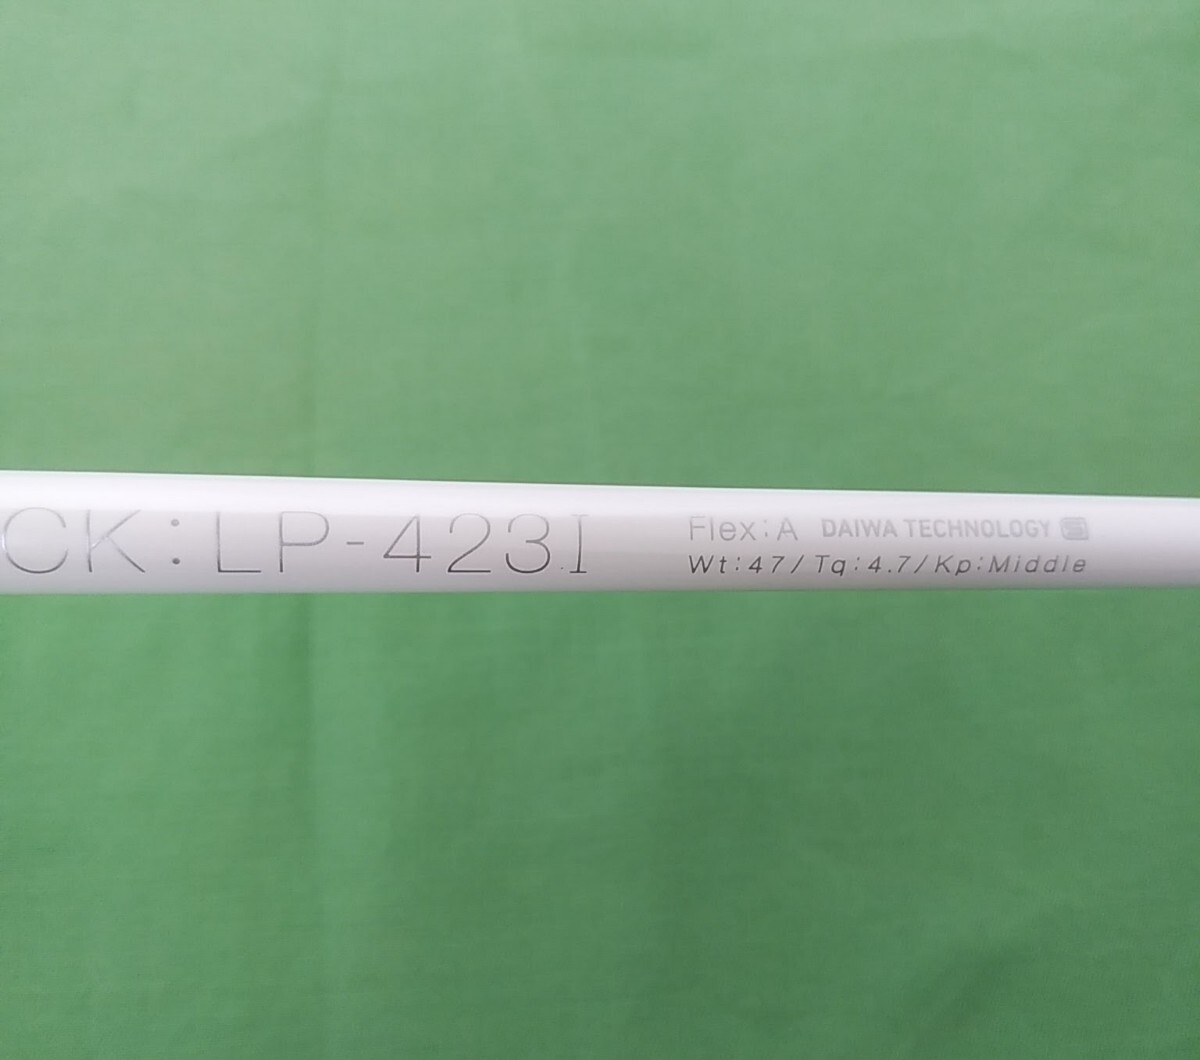 CK:LP-423I
Flex:A DAIWA TECHNOLOGY
Wt:47/Tq:4.7/Kp:Middle